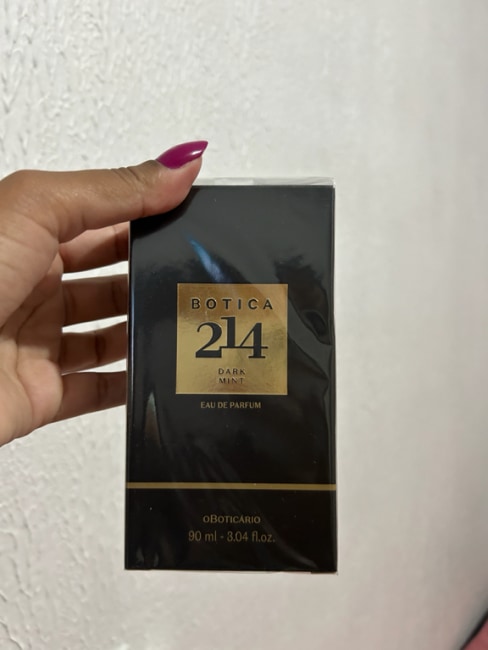 BOTICA
214
DARK
MINT
EAU DE PARFUM
oBOTICÁRIO
90 ml - 3.04 fl.oz.